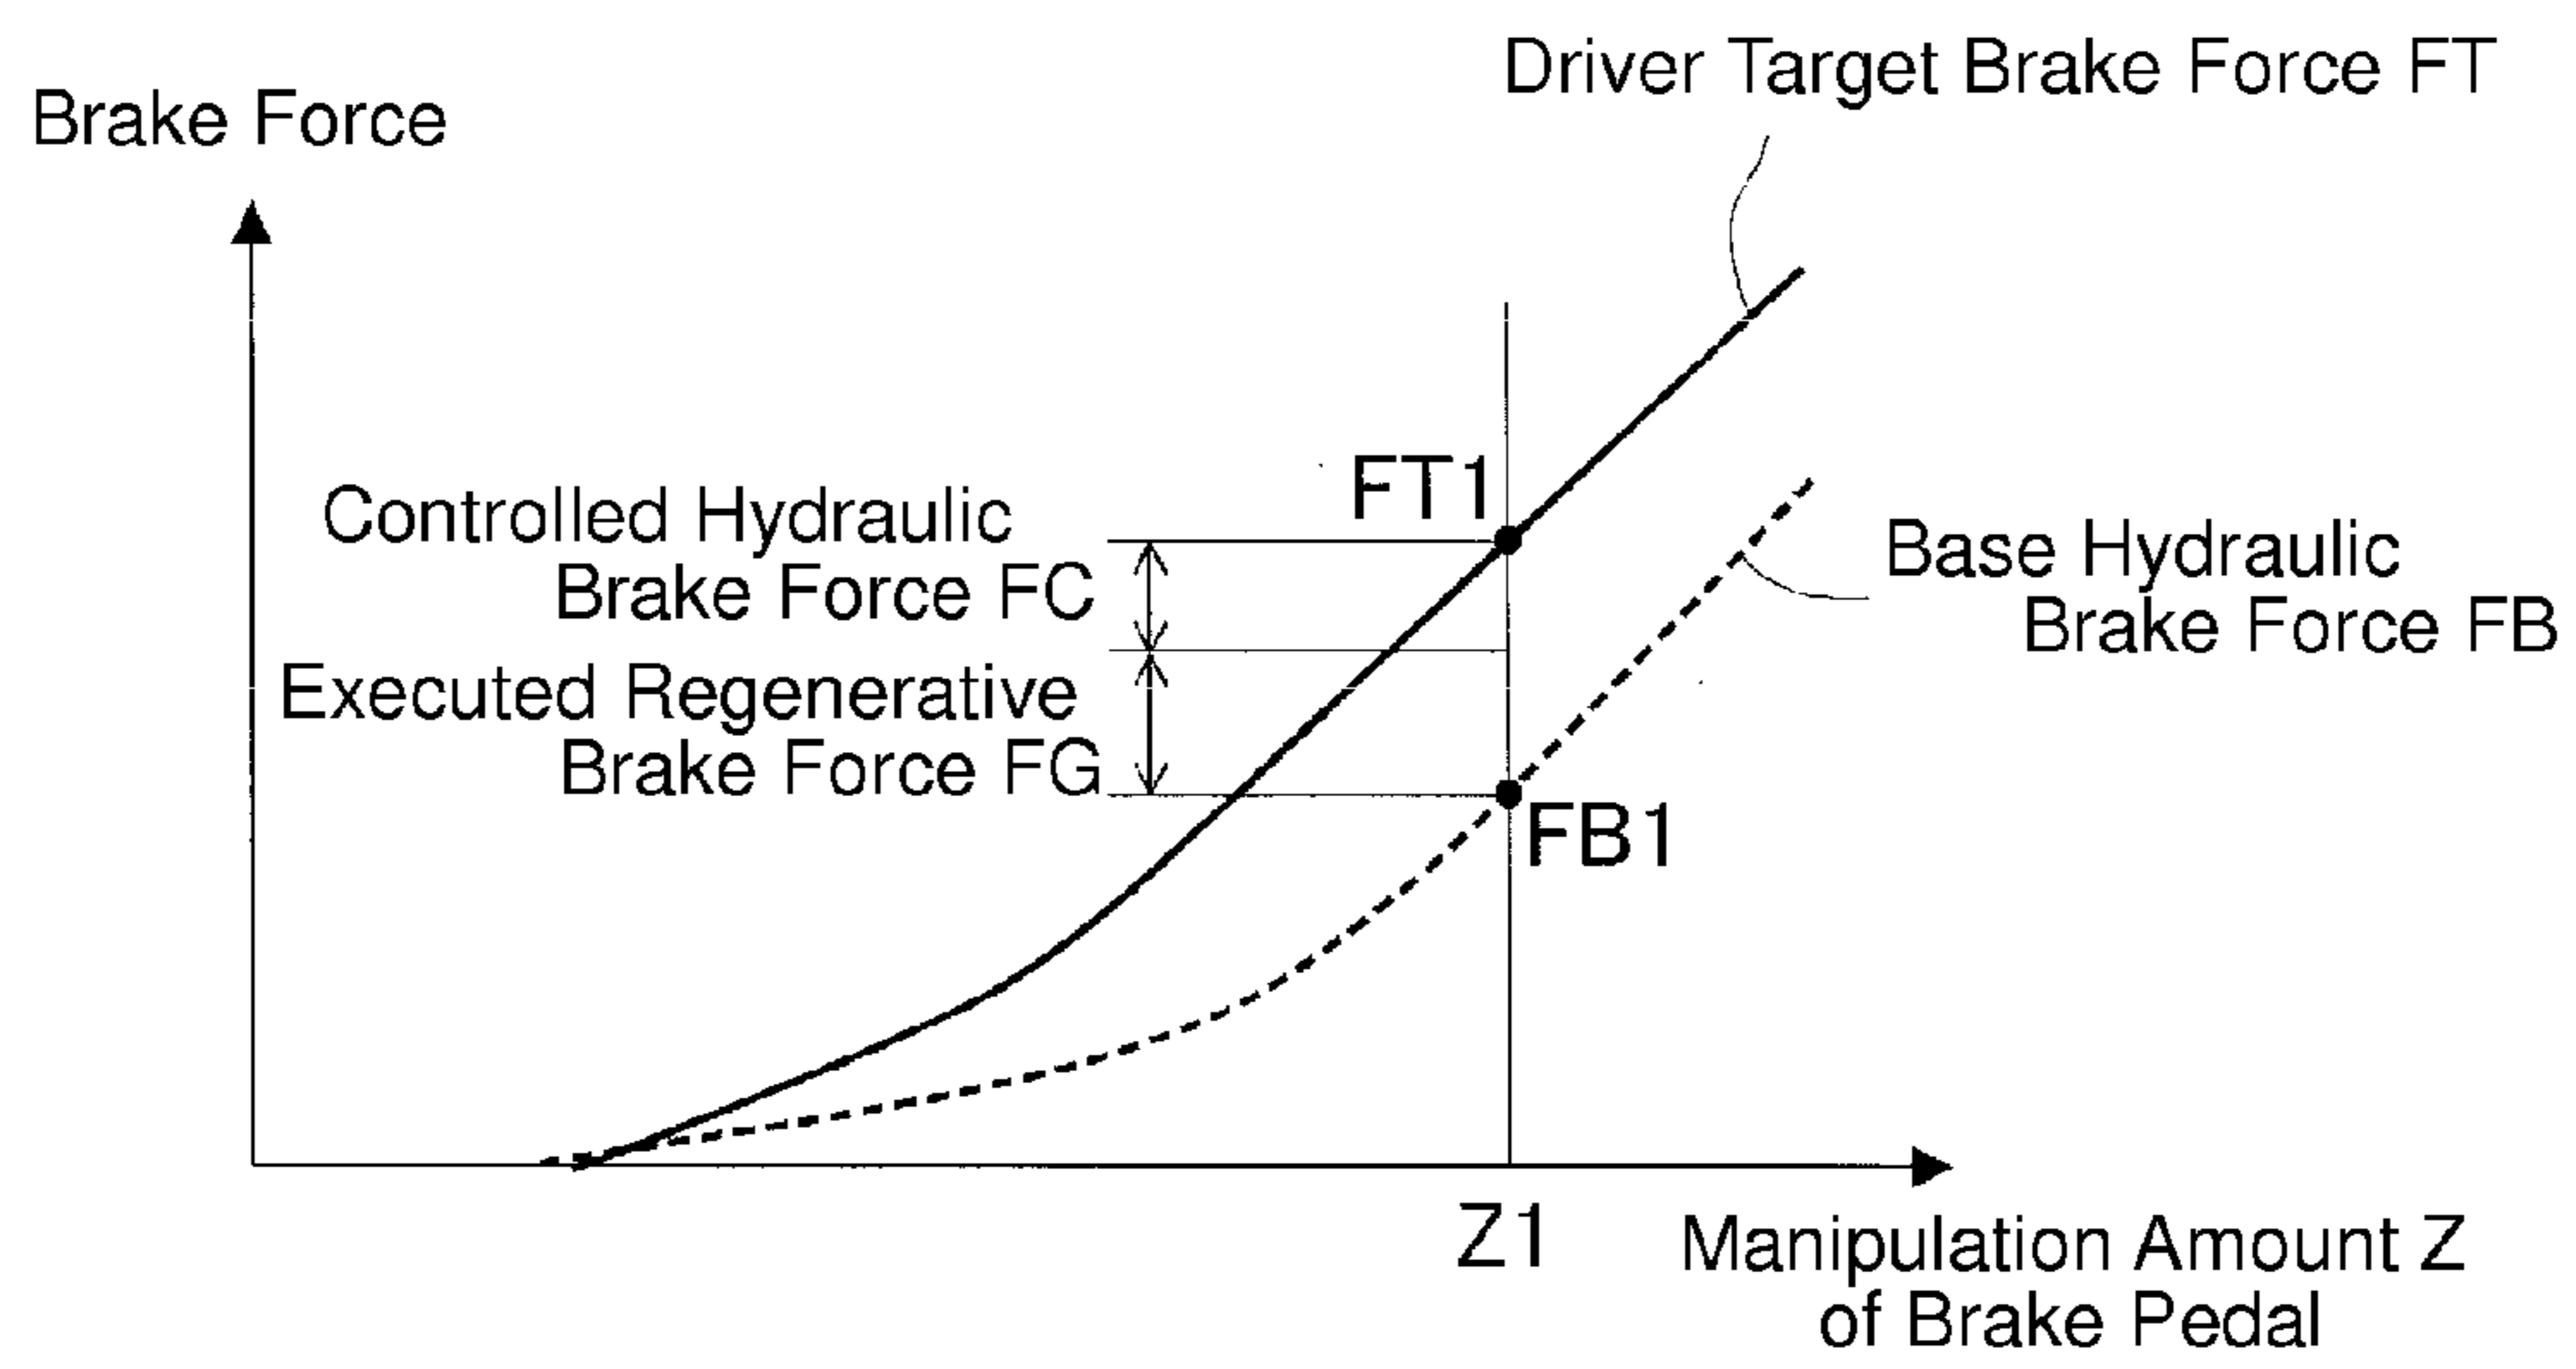 Driver Target Brake Force FT
Brake Force
FT1
Controlled Hydraulic
Brake Force FC
Base Hydraulic
Brake Force FB
Executed Regenerative
Brake Force FG
FB1
Z1
Manipulation Amount Z
of Brake Pedal